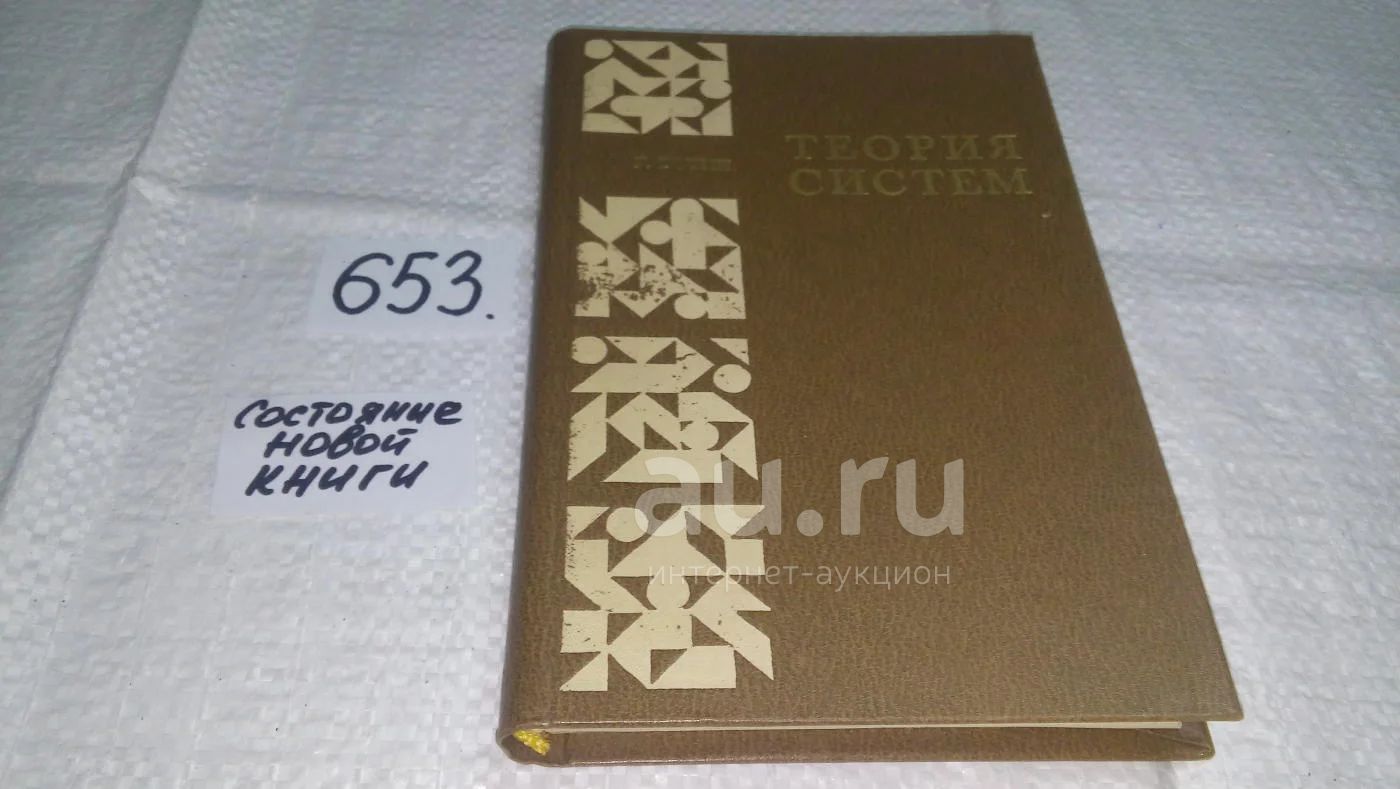 ТЕОРИЯ
СИСТЕМ
653.
Состояние
новой
книги
au.ru
интернет-аукцион